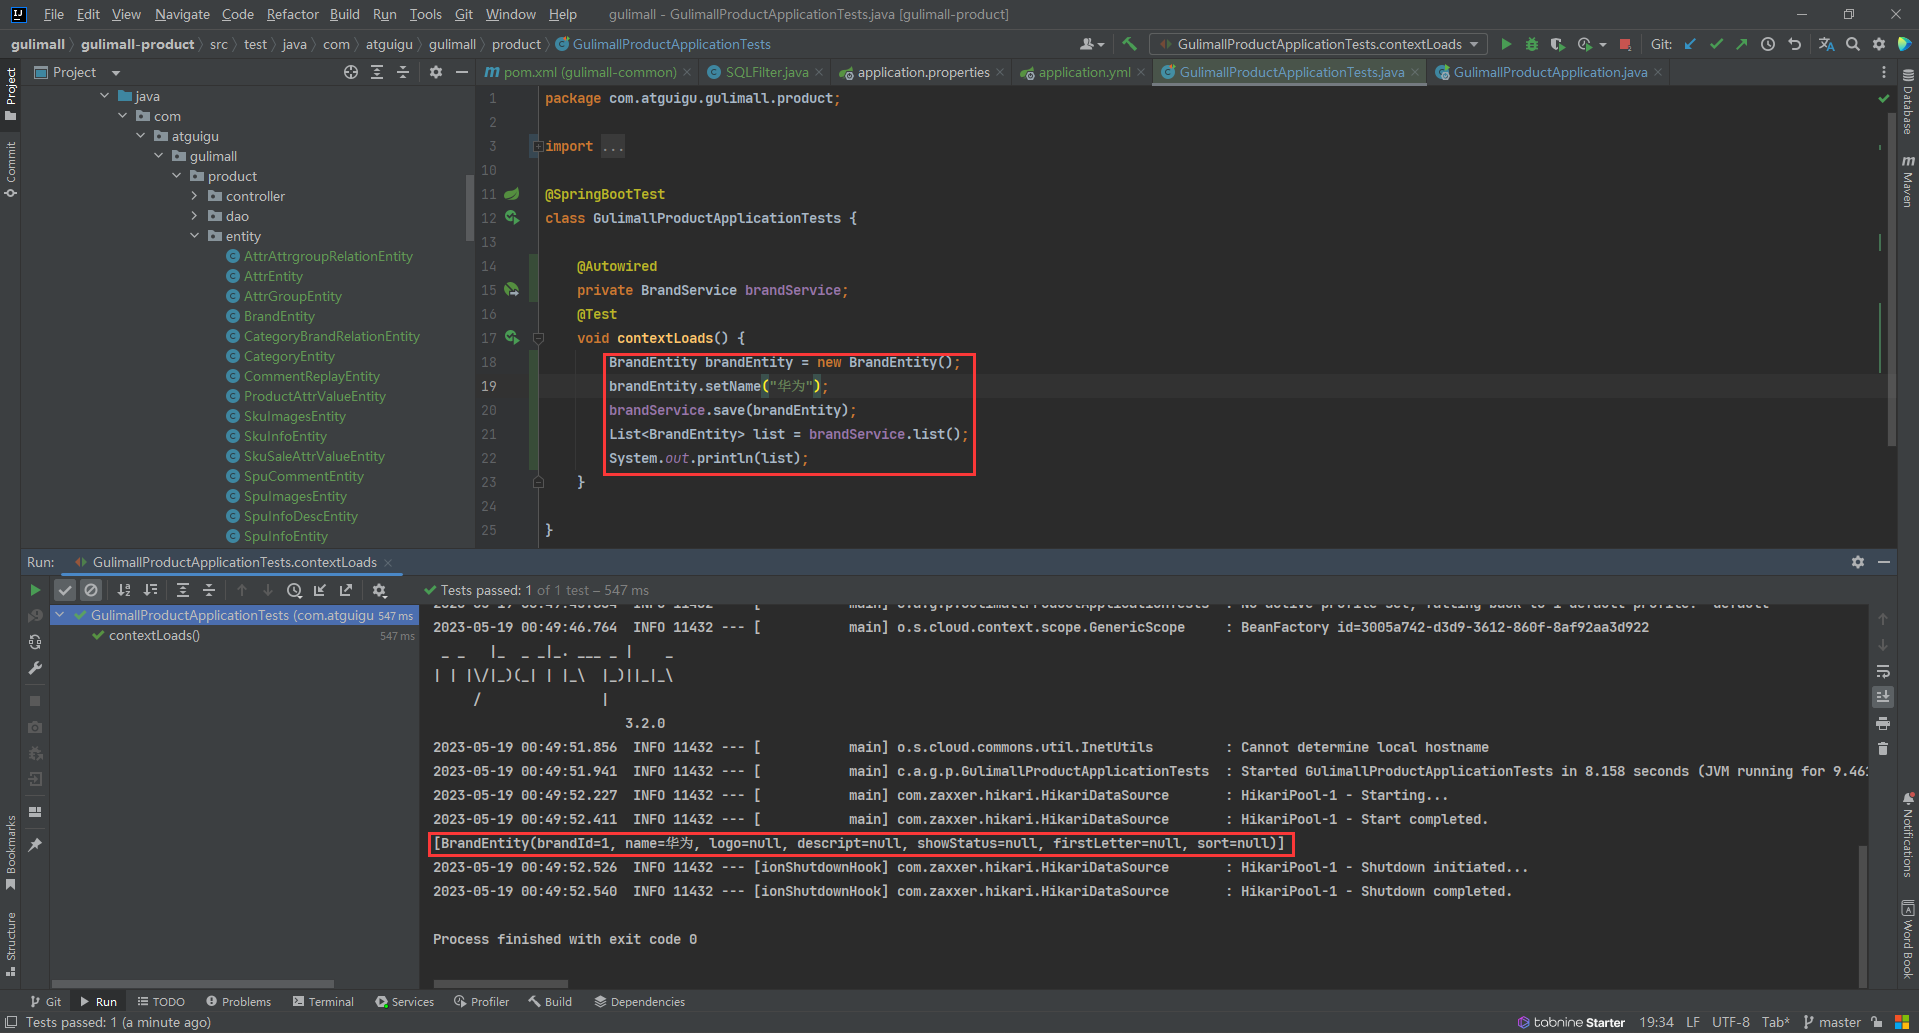 File Edit View Navigate Code Refactor Build Run Tools Git Window Help gulimall - GulimallProductApplicationTests.java [gulimall-product]
gulimall gulimall-product src test java com atguigu gulimall product GulimallProductApplicationTests GulimallProductApplicationTests.contextLoads Git:
Project
pom.xml (gulimall-common) SQLFilter.java application.properties application.yml GulimallProductApplicationTests.java GulimallProductApplication.java
Project
Commit
Bookmarks
Structure
java
com
atguigu
gulimall
product
controller
dao
entity
AttrAttrgroupRelationEntity
AttrEntity
AttrGroupEntity
BrandEntity
CategoryBrandRelationEntity
CategoryEntity
CommentReplayEntity
ProductAttrValueEntity
SkuImagesEntity
SkuInfoEntity
SkuSaleAttrValueEntity
SpuCommentEntity
SpuImagesEntity
SpuInfoDescEntity
SpuInfoEntity
1 package com.atguigu.gulimall.product;
2
3 import ...
10
11 @SpringBootTest
12 class GulimallProductApplicationTests {
13
14 @Autowired
15 private BrandService brandService;
16 @Test
17 void contextLoads() {
18 BrandEntity brandEntity = new BrandEntity();
19 brandEntity.setName("华为");
20 brandService.save(brandEntity);
21 List<BrandEntity> list = brandService.list();
22 System.out.println(list);
23 }
24
25 }
Database
Maven
Notifications
Word Book
Run: GulimallProductApplicationTests.contextLoads
Tests passed: 1 of 1 test – 547 ms
GulimallProductApplicationTests (com.atguigu 547 ms
contextLoads() 547 ms
2023-05-19 00:49:46.764 INFO 11432 --- [ main] o.s.cloud.context.scope.GenericScope : BeanFactory id=3005a742-d3d9-3612-860f-8af92aa3d922
_ _ |_ _ _|_. ___ _ | _
| | |\/|_)(_| | |_\ |_)||_|_\
/ |
3.2.0
2023-05-19 00:49:51.856 INFO 11432 --- [ main] o.s.cloud.commons.util.InetUtils : Cannot determine local hostname
2023-05-19 00:49:51.941 INFO 11432 --- [ main] c.a.g.p.GulimallProductApplicationTests : Started GulimallProductApplicationTests in 8.158 seconds (JVM running for 9.461
2023-05-19 00:49:52.227 INFO 11432 --- [ main] com.zaxxer.hikari.HikariDataSource : HikariPool-1 - Starting...
2023-05-19 00:49:52.411 INFO 11432 --- [ main] com.zaxxer.hikari.HikariDataSource : HikariPool-1 - Start completed.
[BrandEntity(brandId=1, name=华为, logo=null, descript=null, showStatus=null, firstLetter=null, sort=null)]
2023-05-19 00:49:52.526 INFO 11432 --- [ionShutdownHook] com.zaxxer.hikari.HikariDataSource : HikariPool-1 - Shutdown initiated...
2023-05-19 00:49:52.540 INFO 11432 --- [ionShutdownHook] com.zaxxer.hikari.HikariDataSource : HikariPool-1 - Shutdown completed.
Process finished with exit code 0
Git Run TODO Problems Terminal Services Profiler Build Dependencies
Tests passed: 1 (a minute ago) tabnine Starter 19:34 LF UTF-8 Tab* master